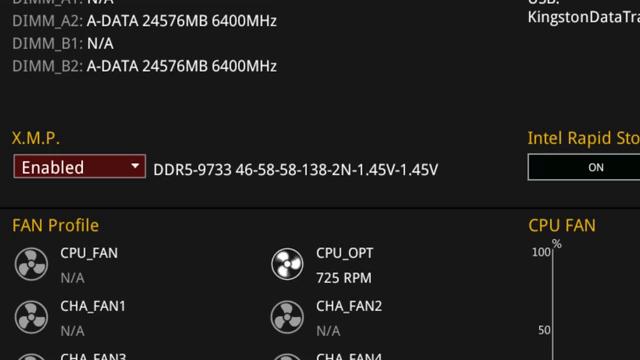 DIMM_A1: N/A
USB:
DIMM_A2: A-DATA 24576MB 6400MHz
DIMM_B1: N/A
DIMM_B2: A-DATA 24576MB 6400MHz
KingstonDataTra
X.M.P.
Enabled
DDR5-9733 46-58-58-138-2N-1.45V-1.45V
Intel Rapid Sto
ON
FAN Profile
CPU_FAN
N/A
CPU_OPT
725 RPM
CHA_FAN1
N/A
CHA_FAN2
N/A
CHA_FAN3
CHA_FAN4
CPU FAN
%
100
50